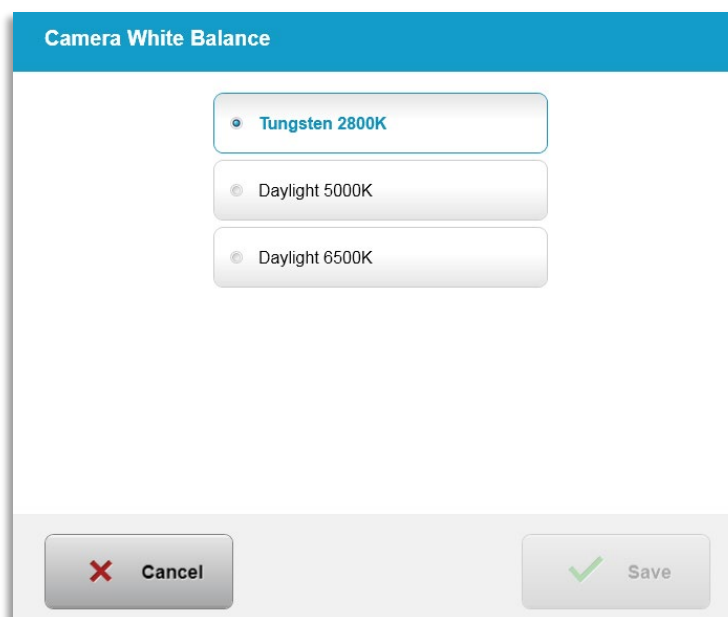 Camera White Balance
Tungsten 2800K
Daylight 5000K
Daylight 6500K
Cancel
Save